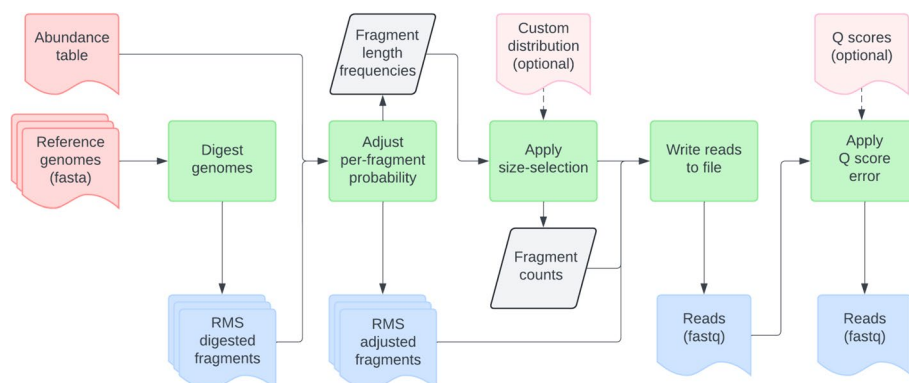 Abundance
table
Fragment
length
frequencies
Custom
distribution
(optional)
Q scores
(optional)
Reference
genomes
(fasta)
Digest
genomes
Adjust
per-fragment
probability
Apply
size-selection
Write reads
to file
Apply
Q score
error
Fragment
counts
RMS
digested
fragments
RMS
adjusted
fragments
Reads
(fastq)
Reads
(fastq)